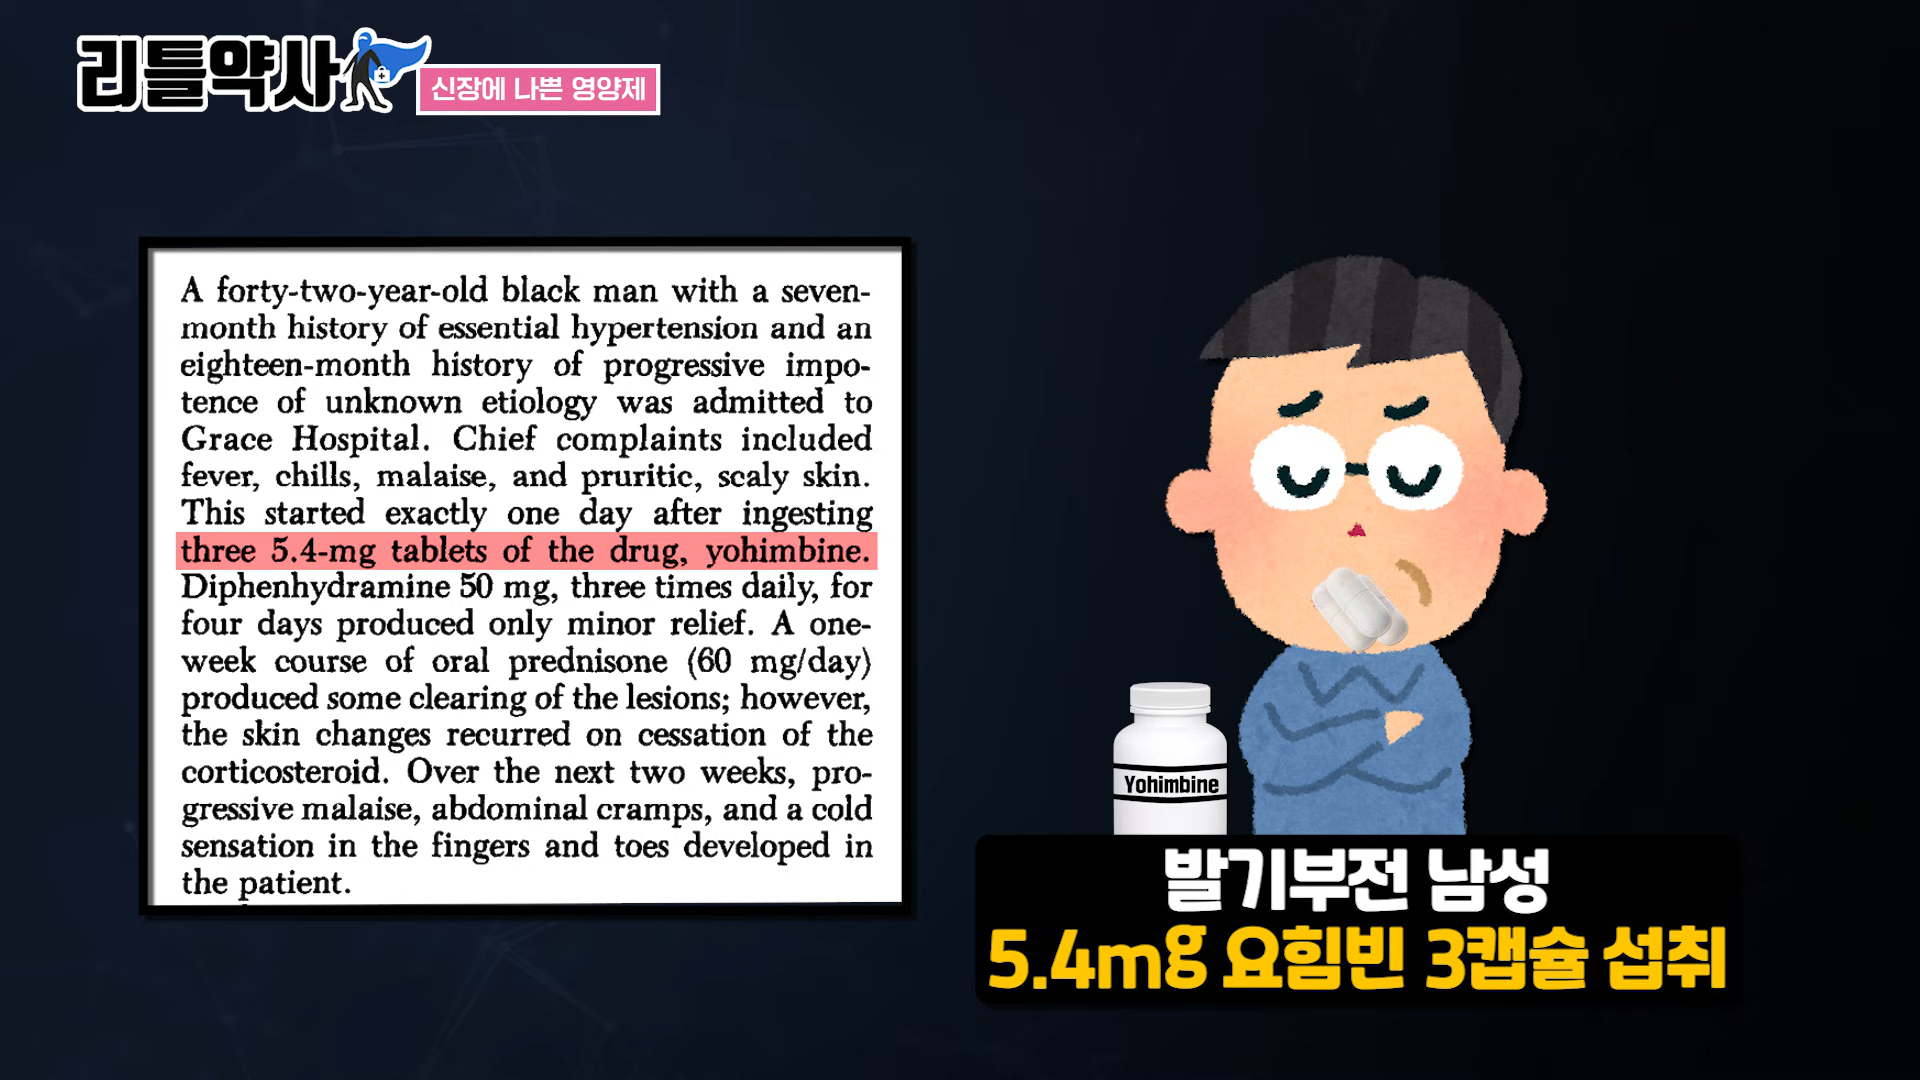 리틀약사
신장에 나쁜 영양제
A forty-two-year-old black man with a seven-
month history of essential hypertension and an
eighteen-month history of progressive impo-
tence of unknown etiology was admitted to
Grace Hospital. Chief complaints included
fever, chills, malaise, and pruritic, scaly skin.
This started exactly one day after ingesting
three 5.4-mg tablets of the drug, yohimbine.
Diphenhydramine 50 mg, three times daily, for
four days produced only minor relief. A one-
week course of oral prednisone (60 mg/day)
produced some clearing of the lesions; however,
the skin changes recurred on cessation of the
corticosteroid. Over the next two weeks, pro-
gressive malaise, abdominal cramps, and a cold
sensation in the fingers and toes developed in
the patient.
Yohimbine
발기부전 남성
5.4mg 요힘빈 3캡슐 섭취